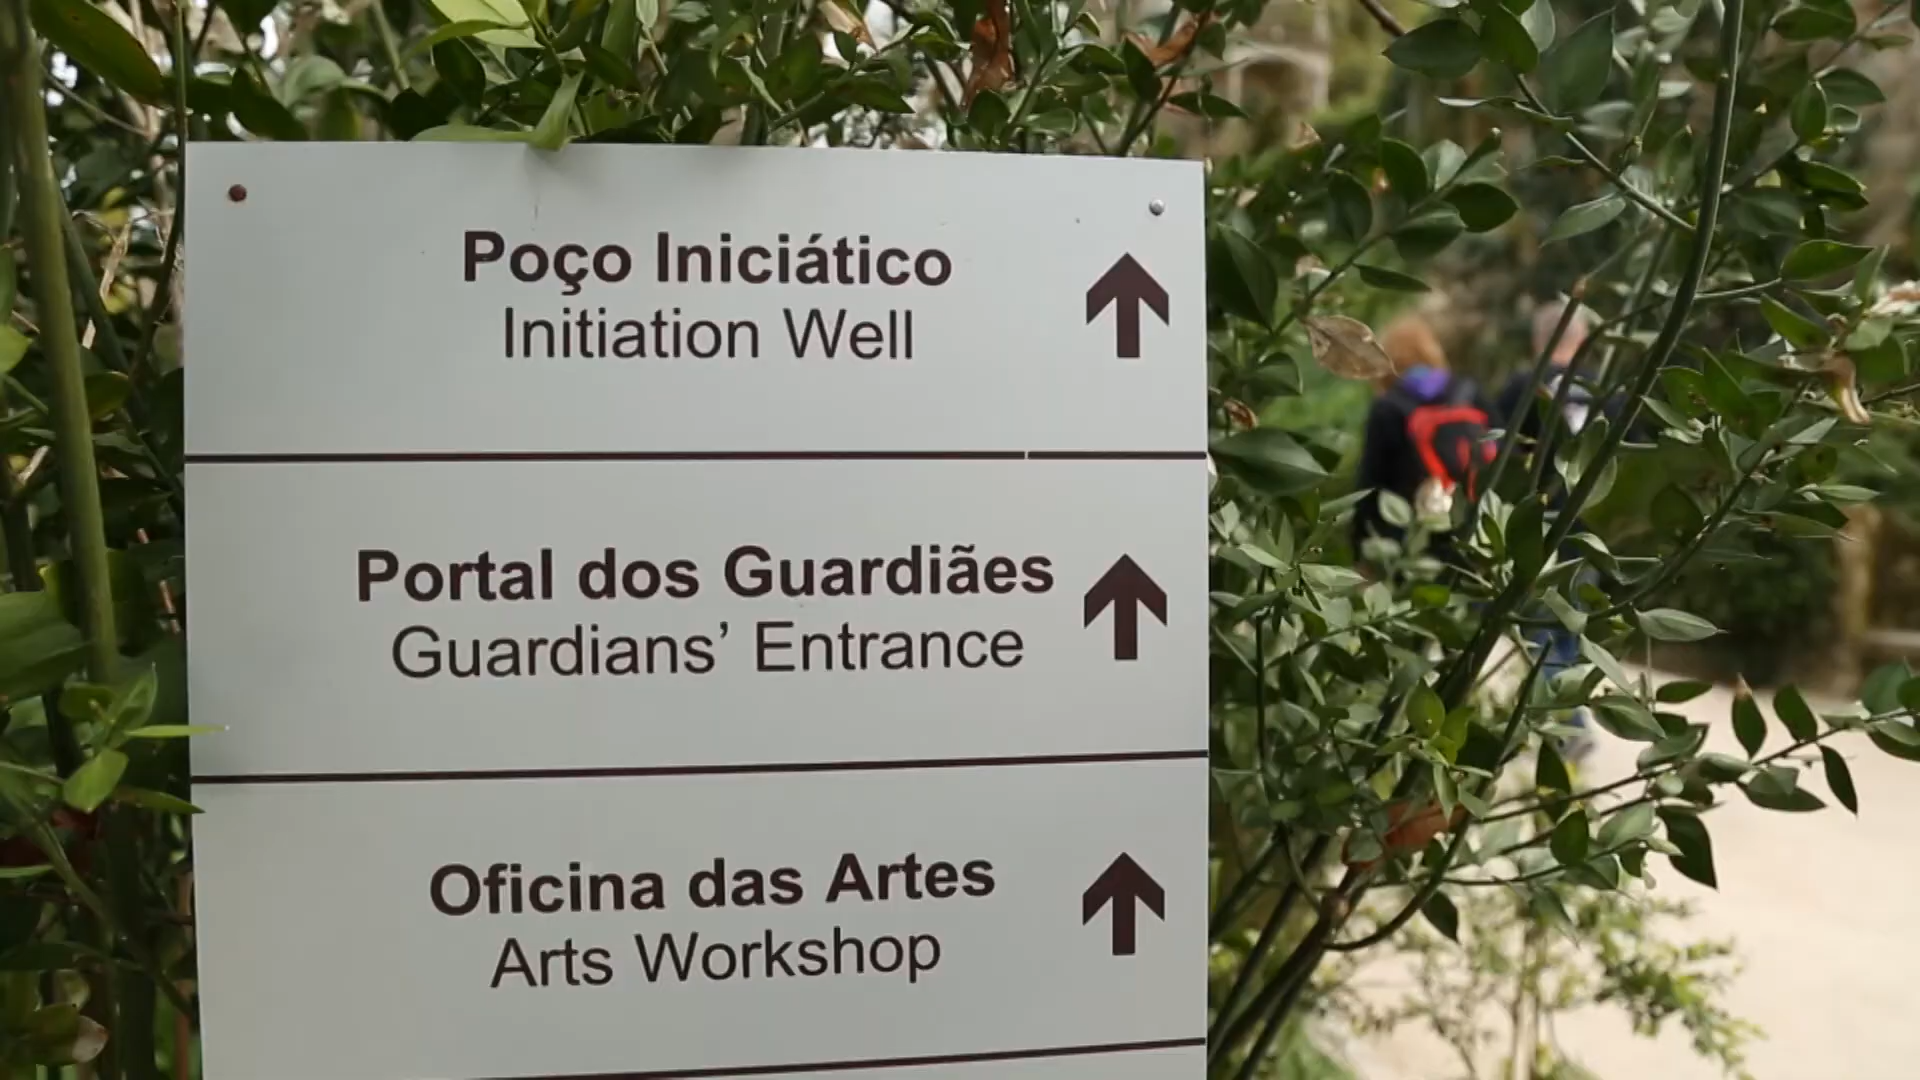 Poço Iniciático
Initiation Well
Portal dos Guardiães
Guardians’ Entrance
Oficina das Artes
Arts Workshop